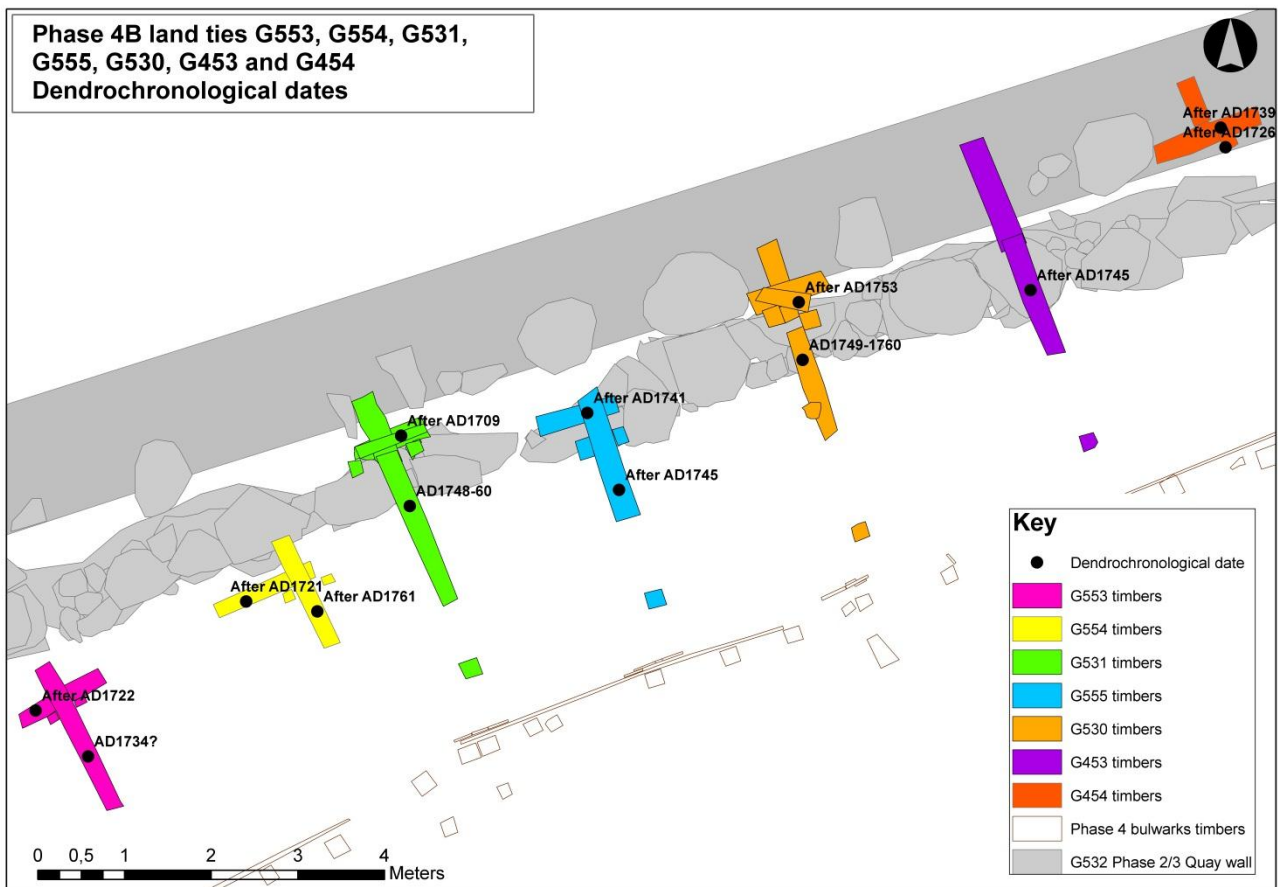 Phase 4B land ties G553, G554, G531,
G555, G530, G453 and G454
Dendrochronological dates
After AD1739
After AD1726
After AD1745
After AD1753
AD1749-1760
After AD1741
After AD1745
After AD1709
AD1748-60
After AD1721
After AD1761
After AD1722
AD1734?
Key
Dendrochronological date
G553 timbers
G554 timbers
G531 timbers
G555 timbers
G530 timbers
G453 timbers
G454 timbers
Phase 4 bulwarks timbers
G532 Phase 2/3 Quay wall
0 0,5 1 2 3 4
Meters